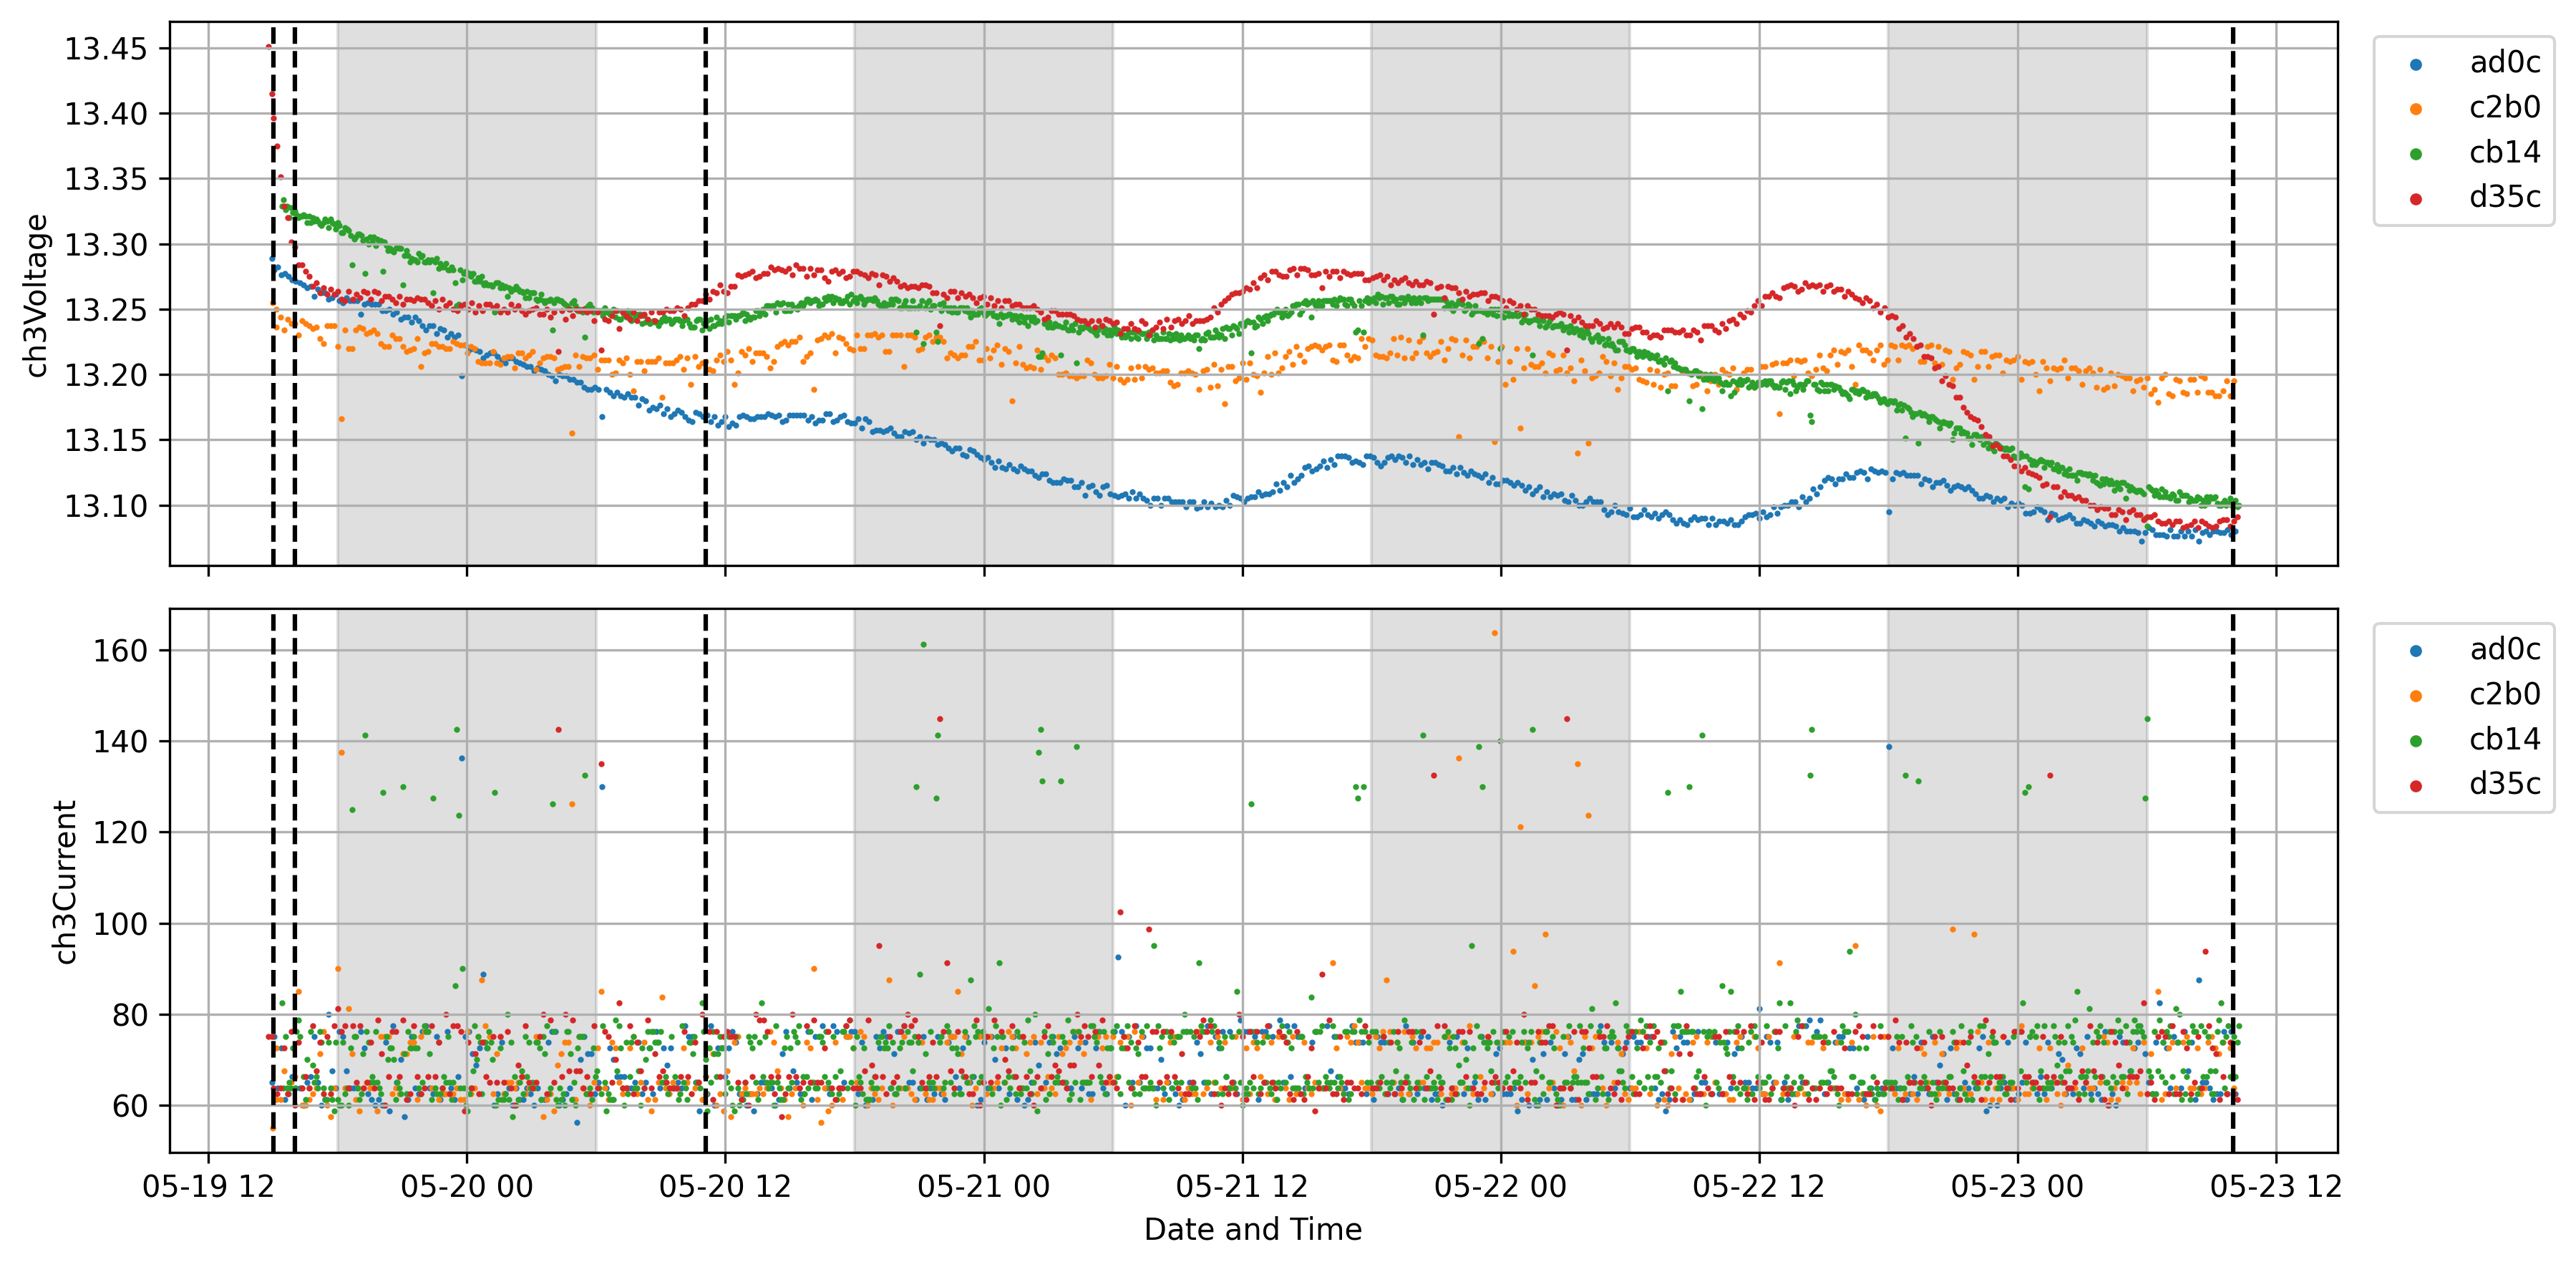 ch3Voltage
13.45
13.40
13.35
13.30
13.25
13.20
13.15
13.10
ad0c
c2b0
cb14
d35c
ch3Current
160
140
120
100
80
60
ad0c
c2b0
cb14
d35c
05-19 12
05-20 00
05-20 12
05-21 00
05-21 12
05-22 00
05-22 12
05-23 00
05-23 12
Date and Time